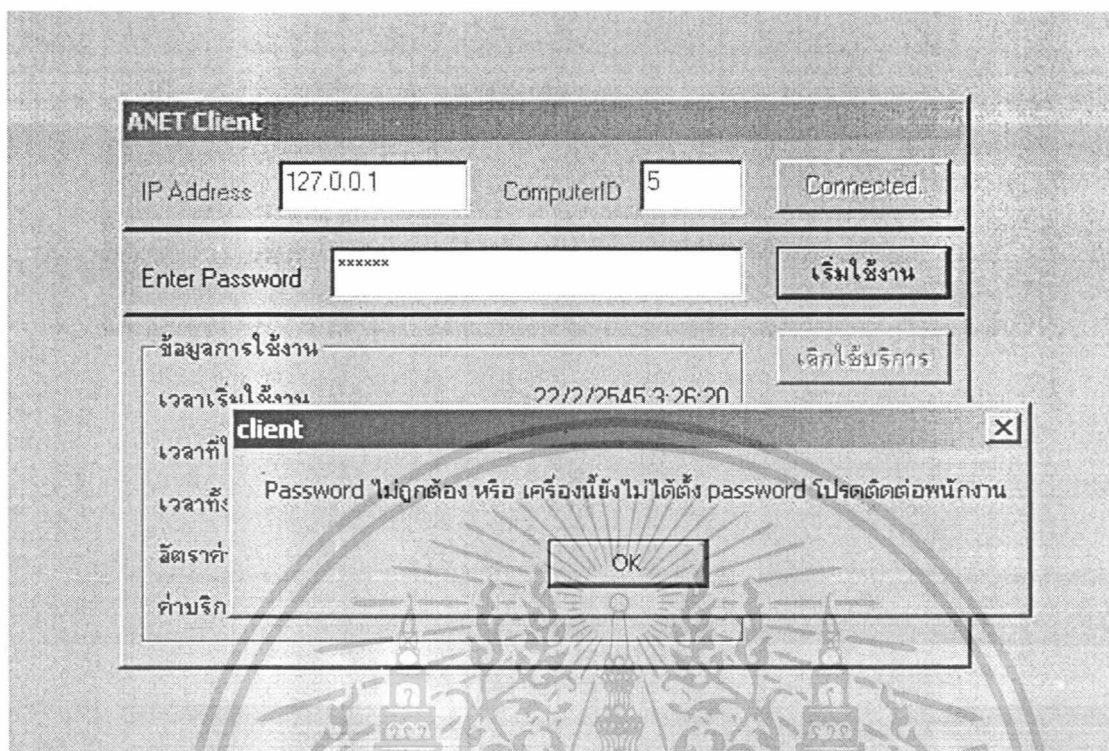 ANET Client
IP Address 127.0.0.1 ComputerID 5 Connected.
Enter Password ×××××× เริ่มใช้งาน
ข้อมูลการใช้งาน เลิกใช้บริการ
เวลาเริ่มใช้งาน 22/2/2545 3:26:20
client
Password ไม่ถูกต้อง หรือ เครื่องนี้ยังไม่ได้ตั้ง password โปรดติดต่อพนักงาน
OK